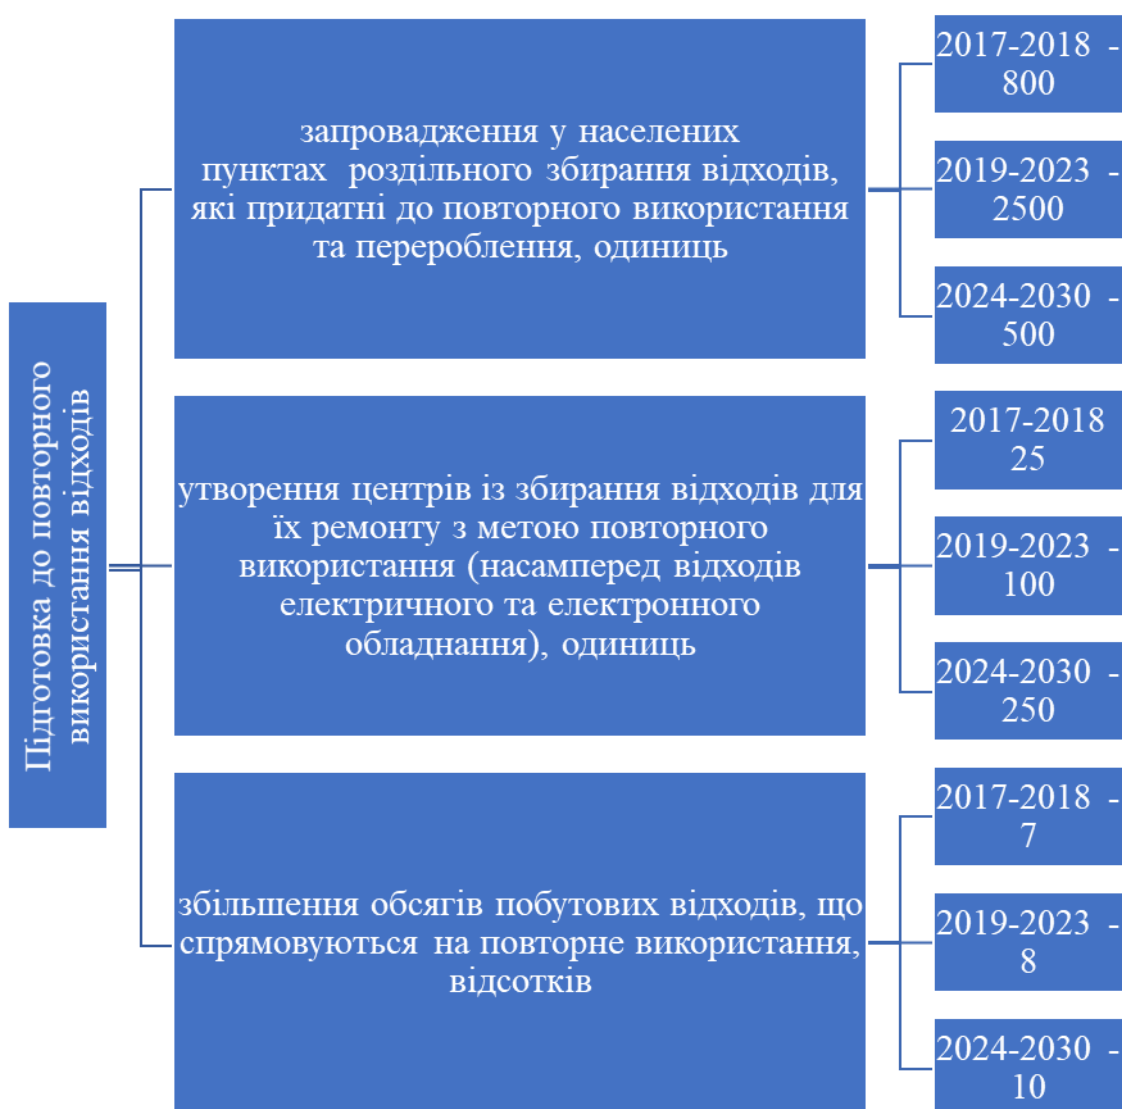 Підготовка до повторного
використання відходів
запровадження у населених
пунктах роздільного збирання відходів,
які придатні до повторного використання
та перероблення, одиниць
2017-2018 -
800
2019-2023 -
2500
2024-2030 -
500
утворення центрів із збирання відходів для
їх ремонту з метою повторного
використання (насамперед відходів
електричного та електронного
обладнання), одиниць
2017-2018
25
2019-2023 -
100
2024-2030 -
250
збільшення обсягів побутових відходів, що
спрямовуються на повторне використання,
відсотків
2017-2018 -
7
2019-2023 -
8
2024-2030 -
10